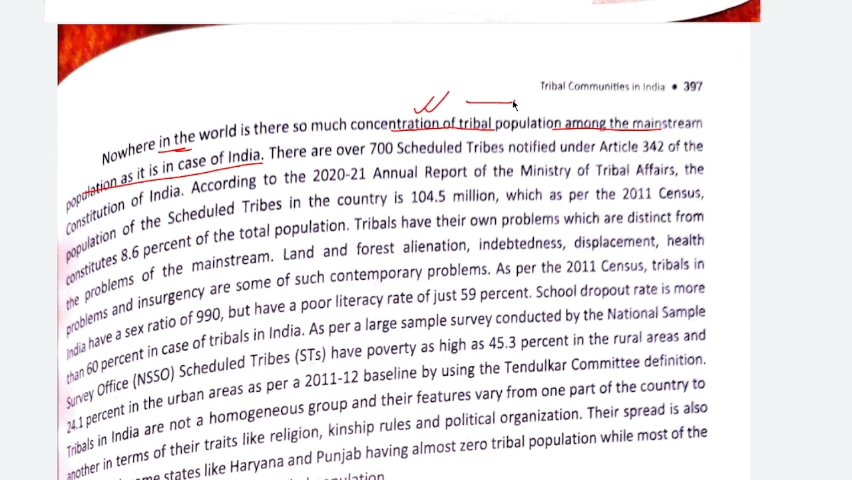 Tribal Communities in India • 397
Nowhere in the world is there so much concentration of tribal population among the mainstream
population as it is in case of India. There are over 700 Scheduled Tribes notified under Article 342 of the
Constitution of India. According to the 2020-21 Annual Report of the Ministry of Tribal Affairs, the
population of the Scheduled Tribes in the country is 104.5 million, which as per the 2011 Census,
constitutes 8.6 percent of the total population. Tribals have their own problems which are distinct from
the problems of the mainstream. Land and forest alienation, indebtedness, displacement, health
problems and insurgency are some of such contemporary problems. As per the 2011 Census, tribals in
India have a sex ratio of 990, but have a poor literacy rate of just 59 percent. School dropout rate is more
than 60 percent in case of tribals in India. As per a large sample survey conducted by the National Sample
Survey Office (NSSO) Scheduled Tribes (STs) have poverty as high as 45.3 percent in the rural areas and
24.1 percent in the urban areas as per a 2011-12 baseline by using the Tendulkar Committee definition.
Tribals in India are not a homogeneous group and their features vary from one part of the country to
another in terms of their traits like religion, kinship rules and political organization. Their spread is also
states like Haryana and Punjab having almost zero tribal population while most of the